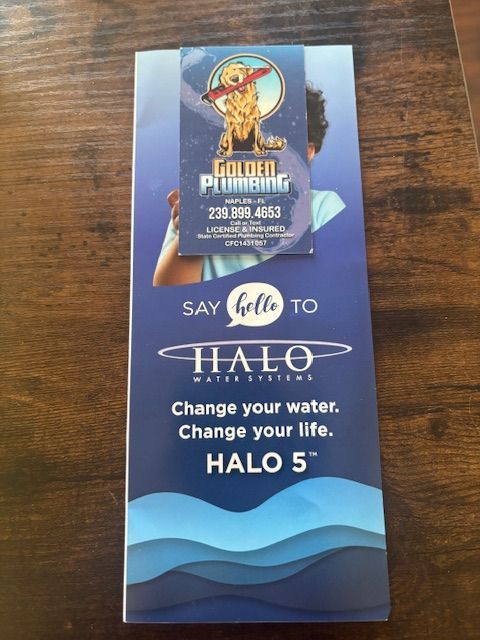 GOLDEN
PLUMBING
NAPLES - FL
239.899.4653
Call or Text
LICENSE & INSURED
State Certified Plumbing Contractor
CFC1431057
SAY hello TO
HALO
WATER SYSTEMS
Change your water.
Change your life.
HALO 5™